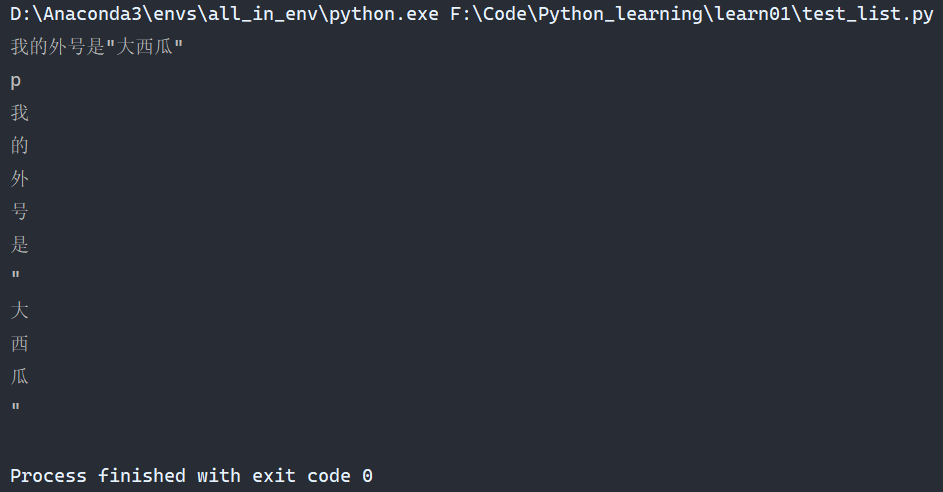 D:\Anaconda3\envs\all_in_env\python.exe F:\Code\Python_learning\learn01\test_list.py
我的外号是"大西瓜"
p
我
的
外
号
是
"
大
西
瓜
"
Process finished with exit code 0